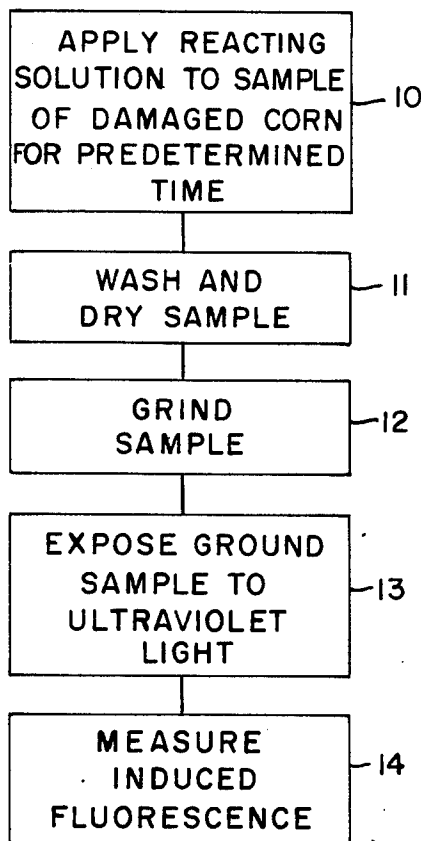 APPLY REACTING
SOLUTION TO SAMPLE
OF DAMAGED CORN
FOR PREDETERMINED
TIME
10
WASH AND
DRY SAMPLE
11
GRIND
SAMPLE
12
EXPOSE GROUND
SAMPLE TO
ULTRAVIOLET
LIGHT
13
MEASURE
INDUCED
FLUORESCENCE
14